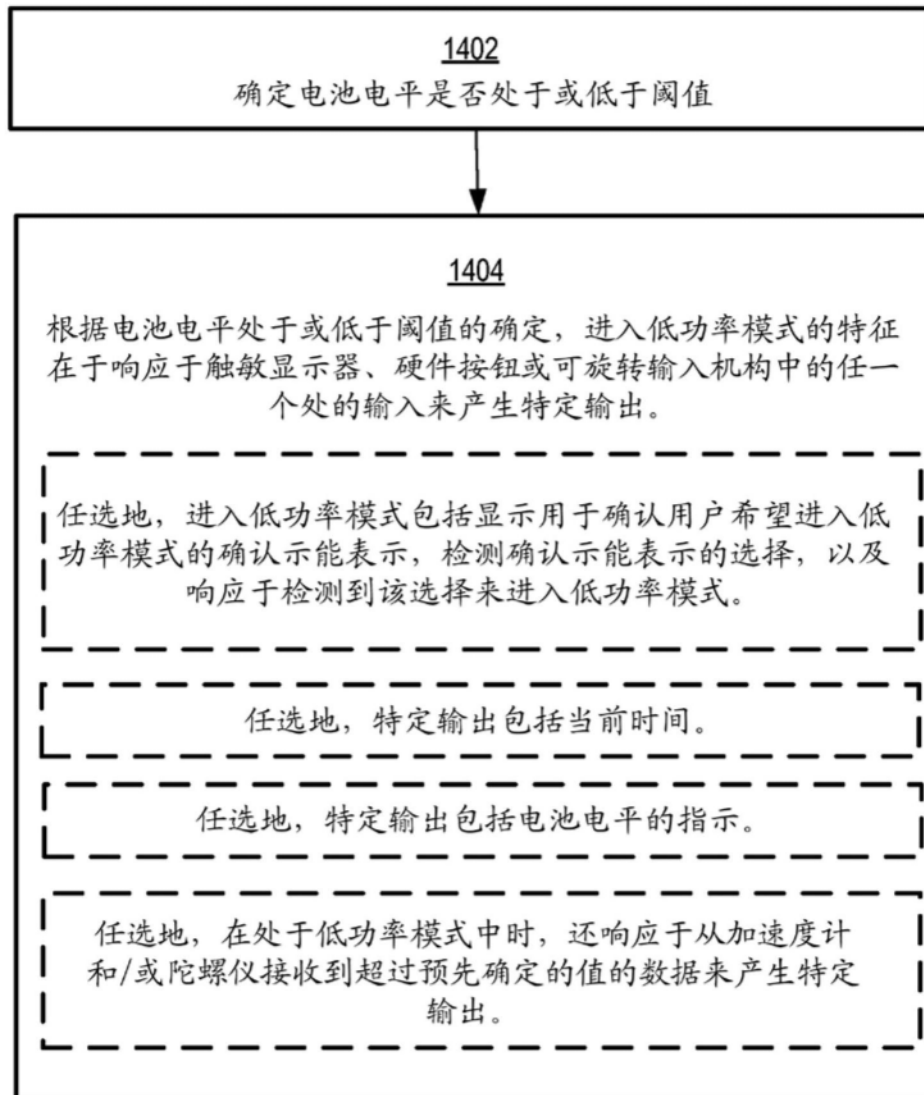 1402
确定电池电平是否处于或低于阈值
1404
根据电池电平处于或低于阈值的确定，进入低功率模式的特征
在于响应于触敏显示器、硬件按钮或可旋转输入机构中的任一
个处的输入来产生特定输出。
任选地，进入低功率模式包括显示用于确认用户希望进入低
功率模式的确认示能表示，检测确认示能表示的选择，以及
响应于检测到该选择来进入低功率模式。
任选地，特定输出包括当前时间。
任选地，特定输出包括电池电平的指示。
任选地，在处于低功率模式中时，还响应于从加速度计
和/或陀螺仪接收到超过预先确定的值的数据来产生特定
输出。